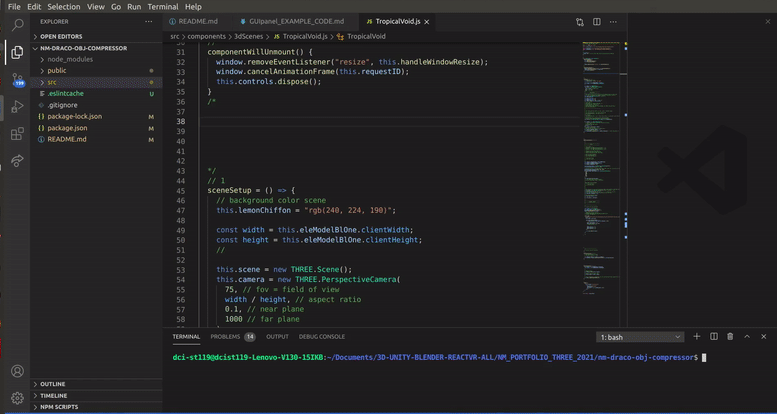 File Edit Selection View Go Run Terminal Help
EXPLORER ···
OPEN EDITORS
NM-DRACO-OBJ-COMPRESSOR
node_modules
public
src
.eslintcache U
.gitignore
package-lock.json M
package.json M
README.md M
199
OUTLINE
TIMELINE
NPM SCRIPTS
README.md GUIpanel_EXAMPLE_CODE.md TropicalVoid.js
src > components > 3dScenes > TropicalVoid.js > TropicalVoid
30 //
31 componentWillUnmount() {
32 window.removeEventListener("resize", this.handleWindowResize);
33 window.cancelAnimationFrame(this.requestID);
34 this.controls.dispose();
35 }
36 /*
37
38
39
40
41
42
43 */
44 // 1
45 sceneSetup = () => {
46 // background color scene
47 this.lemonChiffon = "rgb(240, 224, 190)";
48
49 const width = this.eleModelBlOne.clientWidth;
50 const height = this.eleModelBlOne.clientHeight;
51 //
52
53 this.scene = new THREE.Scene();
54 this.camera = new THREE.PerspectiveCamera(
55 75, // fov = field of view
56 width / height, // aspect ratio
57 0.1, // near plane
58 1000 // far plane
TERMINAL PROBLEMS 14 OUTPUT DEBUG CONSOLE 1: bash
dci-st119@dcist119-Lenovo-V130-15IKB:~/Documents/3D-UNITY-BLENDER-REACTVR-ALL/NM_PORTFOLIO_THREE_2021/nm-draco-obj-compressor$